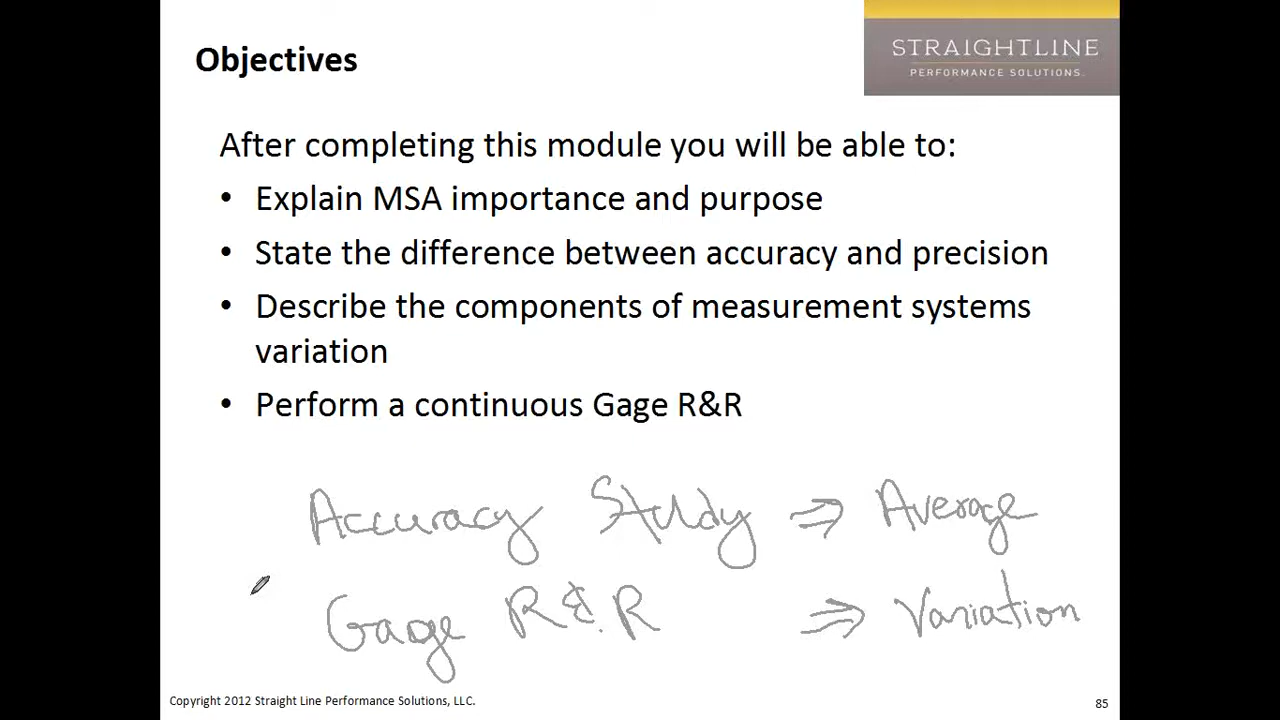 Objectives
STRAIGHTLINE
PERFORMANCE SOLUTIONS.
After completing this module you will be able to:
• Explain MSA importance and purpose
• State the difference between accuracy and precision
• Describe the components of measurement systems
variation
• Perform a continuous Gage R&R
Accuracy Study ⇒ Average
Gage R&R ⇒ Variation
Copyright 2012 Straight Line Performance Solutions, LLC.
85